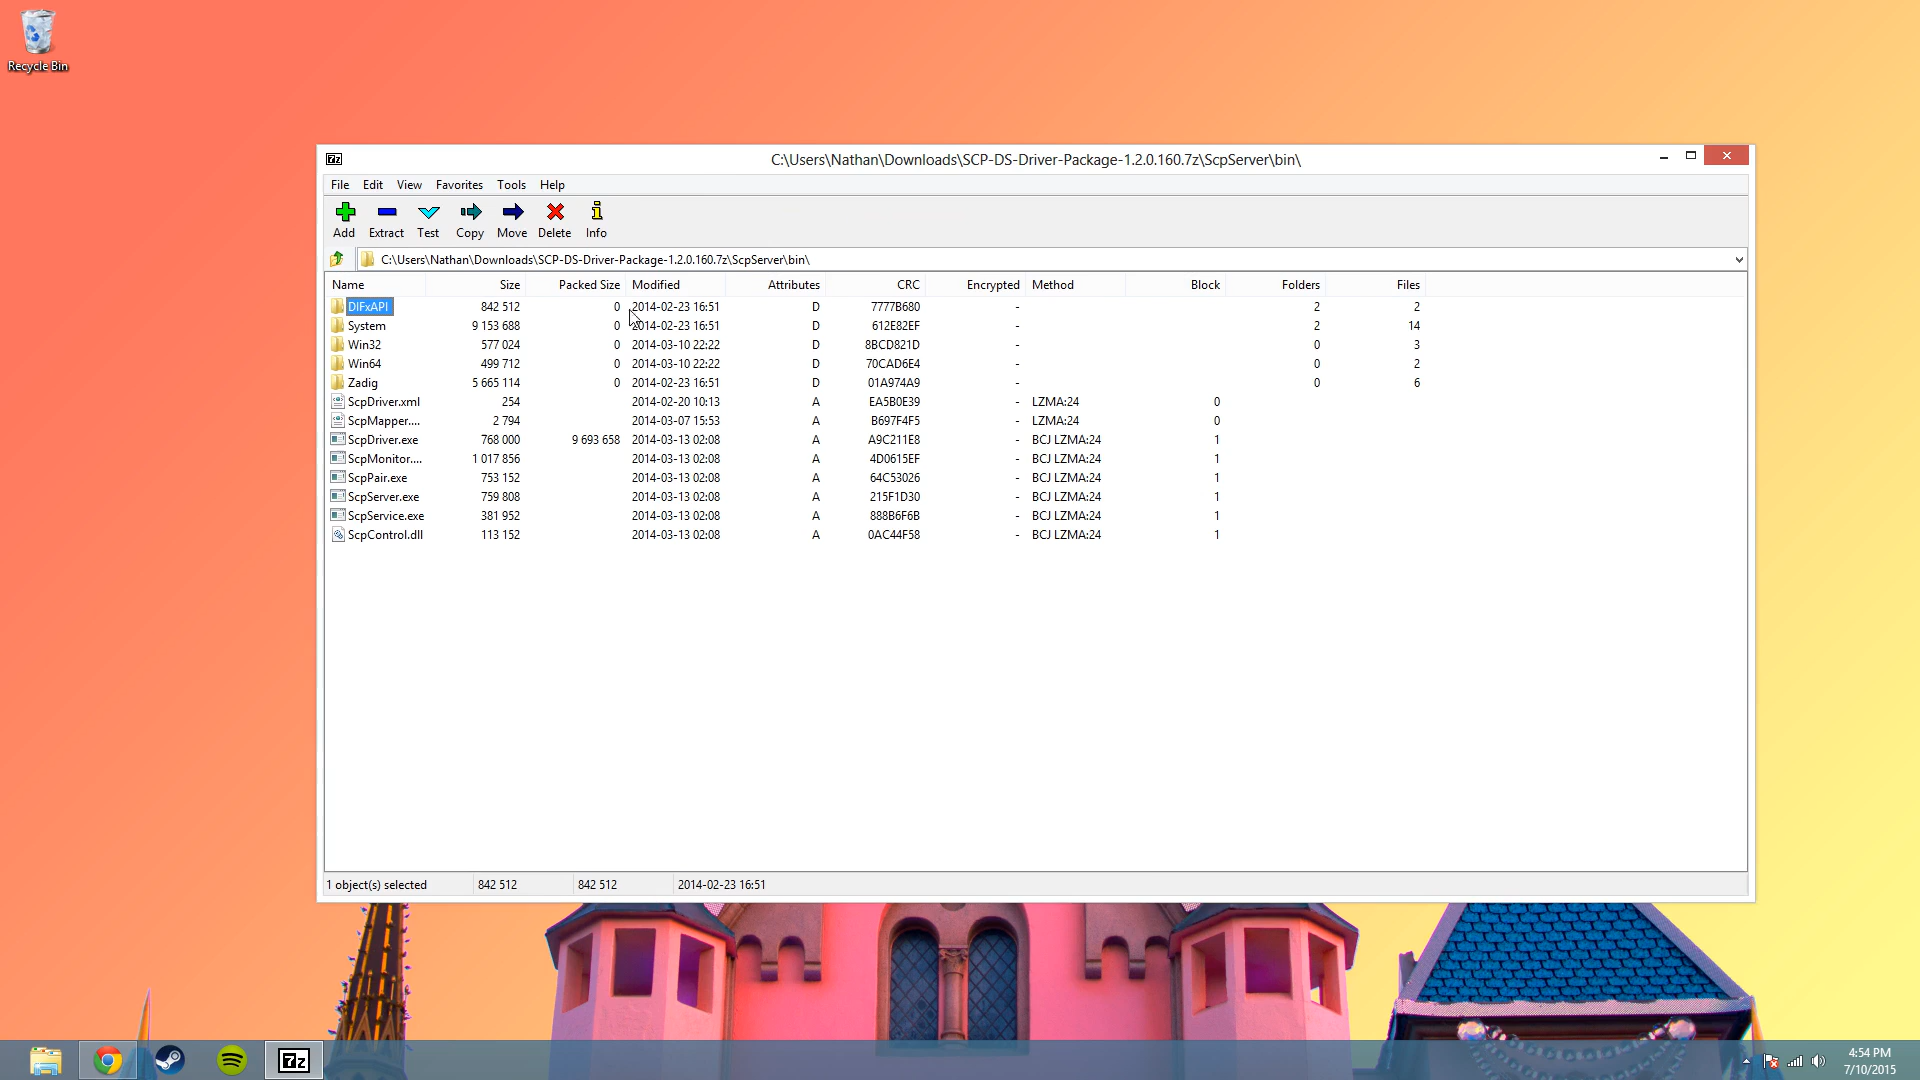 Recycle Bin
7z
C:\Users\Nathan\Downloads\SCP-DS-Driver-Package-1.2.0.160.7z\ScpServer\bin\
File Edit View Favorites Tools Help
Add Extract Test Copy Move Delete Info
C:\Users\Nathan\Downloads\SCP-DS-Driver-Package-1.2.0.160.7z\ScpServer\bin\
Name Size Packed Size Modified Attributes CRC Encrypted Method Block Folders Files
DIFxAPI 842 512 0 2014-02-23 16:51 D 7777B680 - 2 2
System 9 153 688 0 2014-02-23 16:51 D 612E82EF - 2 14
Win32 577 024 0 2014-03-10 22:22 D 8BCD821D - 0 3
Win64 499 712 0 2014-03-10 22:22 D 70CAD6E4 - 0 2
Zadig 5 665 114 0 2014-02-23 16:51 D 01A974A9 - 0 6
ScpDriver.xml 254 2014-02-20 10:13 A EA5B0E39 - LZMA:24 0
ScpMapper.... 2 794 2014-03-07 15:53 A B697F4F5 - LZMA:24 0
ScpDriver.exe 768 000 9 693 658 2014-03-13 02:08 A A9C211E8 - BCJ LZMA:24 1
ScpMonitor.... 1 017 856 2014-03-13 02:08 A 4D0615EF - BCJ LZMA:24 1
ScpPair.exe 753 152 2014-03-13 02:08 A 64C53026 - BCJ LZMA:24 1
ScpServer.exe 759 808 2014-03-13 02:08 A 215F1D30 - BCJ LZMA:24 1
ScpService.exe 381 952 2014-03-13 02:08 A 888B6F6B - BCJ LZMA:24 1
ScpControl.dll 113 152 2014-03-13 02:08 A 0AC44F58 - BCJ LZMA:24 1
1 object(s) selected 842 512 842 512 2014-02-23 16:51
7z
4:54 PM
7/10/2015